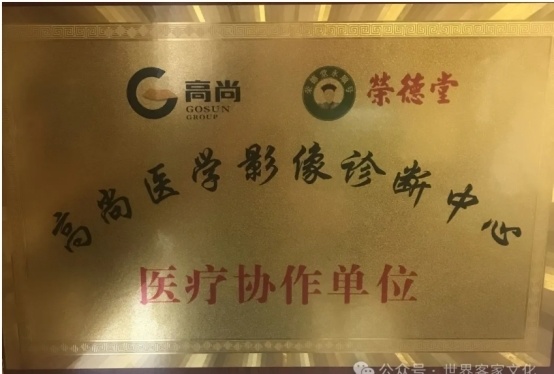 高尚 榮德堂
GOSUN
GROUP
高尚医学影像诊断中心
医疗协作单位
公众号 · 世界客家文化